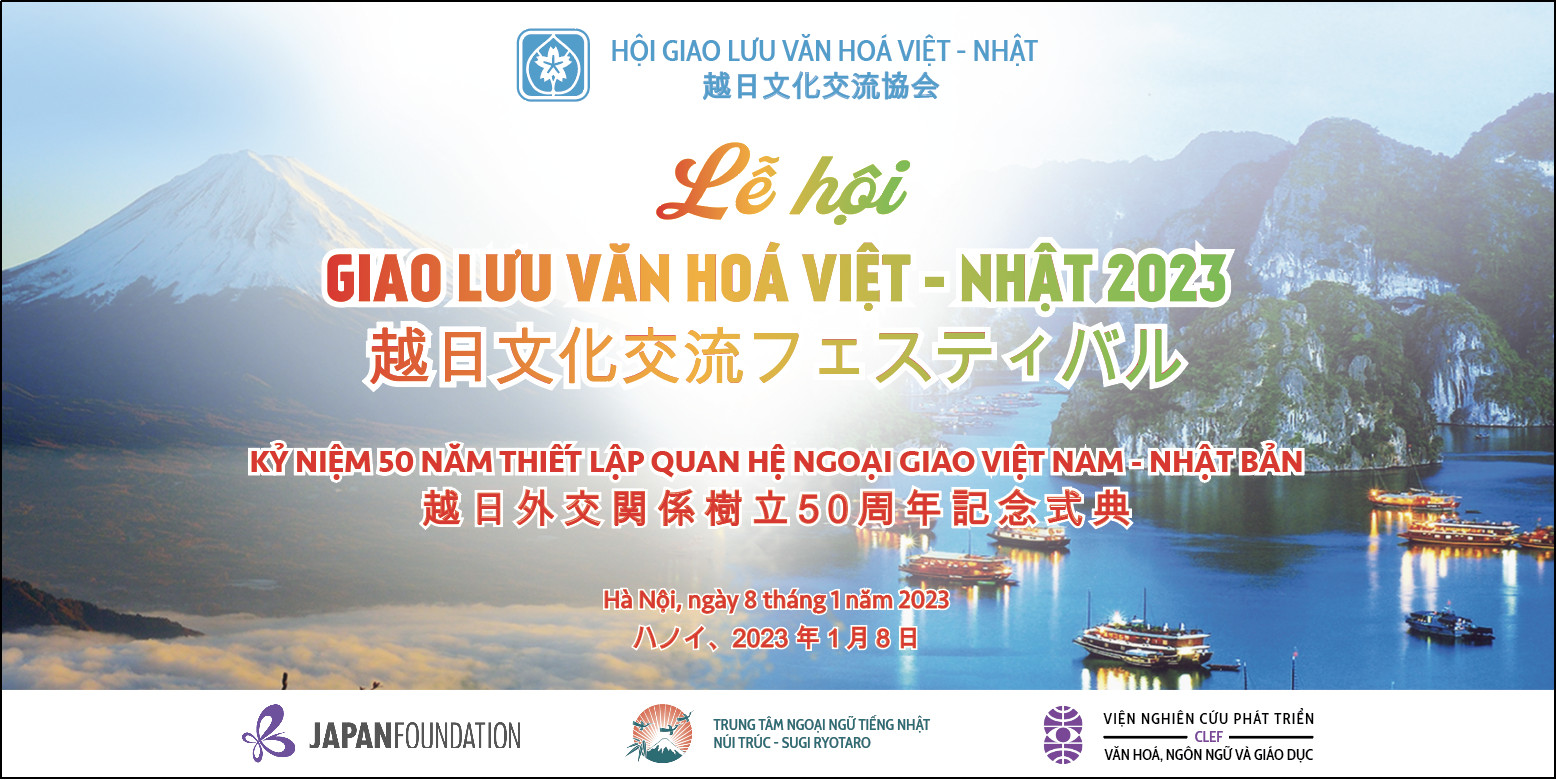 HỘI GIAO LƯU VĂN HOÁ VIỆT - NHẬT
越日文化交流協会
Lễ hội
GIAO LƯU VĂN HOÁ VIỆT - NHẬT 2023
越日文化交流フェスティバル
KỶ NIỆM 50 NĂM THIẾT LẬP QUAN HỆ NGOẠI GIAO VIỆT NAM - NHẬT BẢN
越日外交関係樹立50周年記念式典
Hà Nội, ngày 8 tháng 1 năm 2023
ハノイ、2023年1月8日
JAPANFOUNDATION
TRUNG TÂM NGOẠI NGỮ TIẾNG NHẬT
NÚI TRÚC - SUGI RYOTARO
VIỆN NGHIÊN CỨU PHÁT TRIỂN
CLEF
VĂN HOÁ, NGÔN NGỮ VÀ GIÁO DỤC